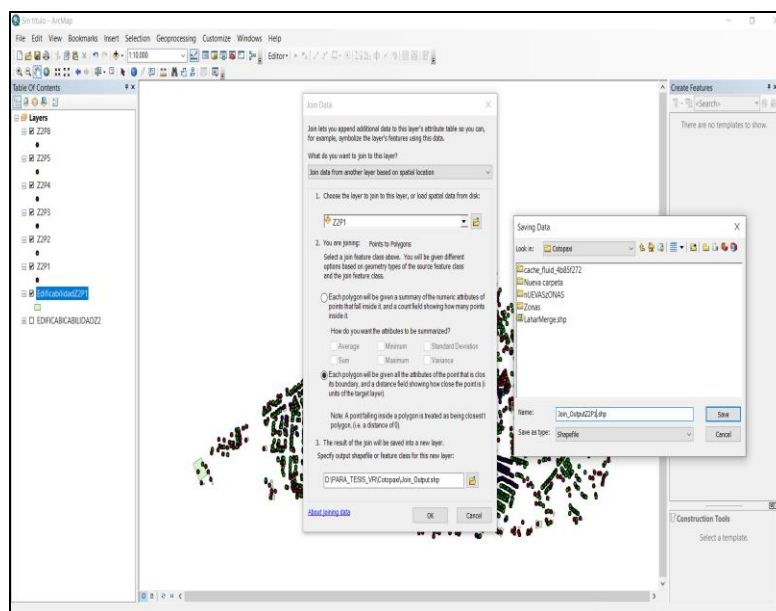 Sin título - ArcMap
File Edit View Bookmarks Insert Selection Geoprocessing Customize Windows Help
1:10.000
Editor
Table Of Contents
Layers
Z2P8
Z2P5
Z2P4
Z2P3
Z2P2
Z2P1
EdificabilidadZ2P1
EDIFICABICABILIDADZ2
Join Data
Join lets you append additional data to this layer's attribute table so you can,
for example, symbolize the layer's features using this data.
What do you want to join to this layer?
Join data from another layer based on spatial location
1. Choose the layer to join to this layer, or load spatial data from disk:
Z2P1
2. You are joining: Points to Polygons
Select a join feature class above. You will be given different
options based on geometry types of the source feature class
and the join feature class.
Each polygon will be given a summary of the numeric attributes of
points that fall inside it, and a count field showing how many points
inside it.
How do you want the attributes to be summarized?
Average Minimum Standard Deviation
Sum Maximum Variance
Each polygon will be given all the attributes of the point that is clos
its boundary, and a distance field showing how close the point is (i
units of the target layer).
Note: A point falling inside a polygon is treated as being closest t
polygon, (i.e. a distance of 0).
3. The result of the join will be saved into a new layer.
Specify output shapefile or feature class for this new layer:
D:\PARA_TESIS_VR\Cotopaxi\Join_Output.shp
About joining data
OK Cancel
Saving Data
Look in: Cotopaxi
cache_fluid_4b85f272
Nueva carpeta
nUEVASzONAS
Zonas
LaharMerge.shp
Name: Join_OutputZ2P1.shp
Save
Save as type: Shapefile
Cancel
Create Features
<Search>
There are no templates to show.
Construction Tools
Select a template.